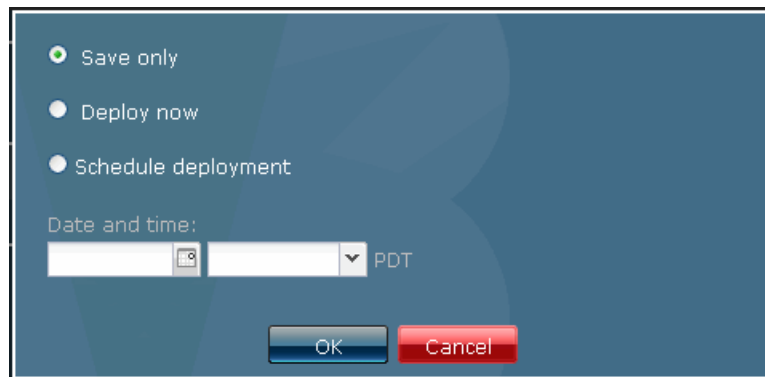 Save only
Deploy now
Schedule deployment
Date and time:
PDT
OK Cancel